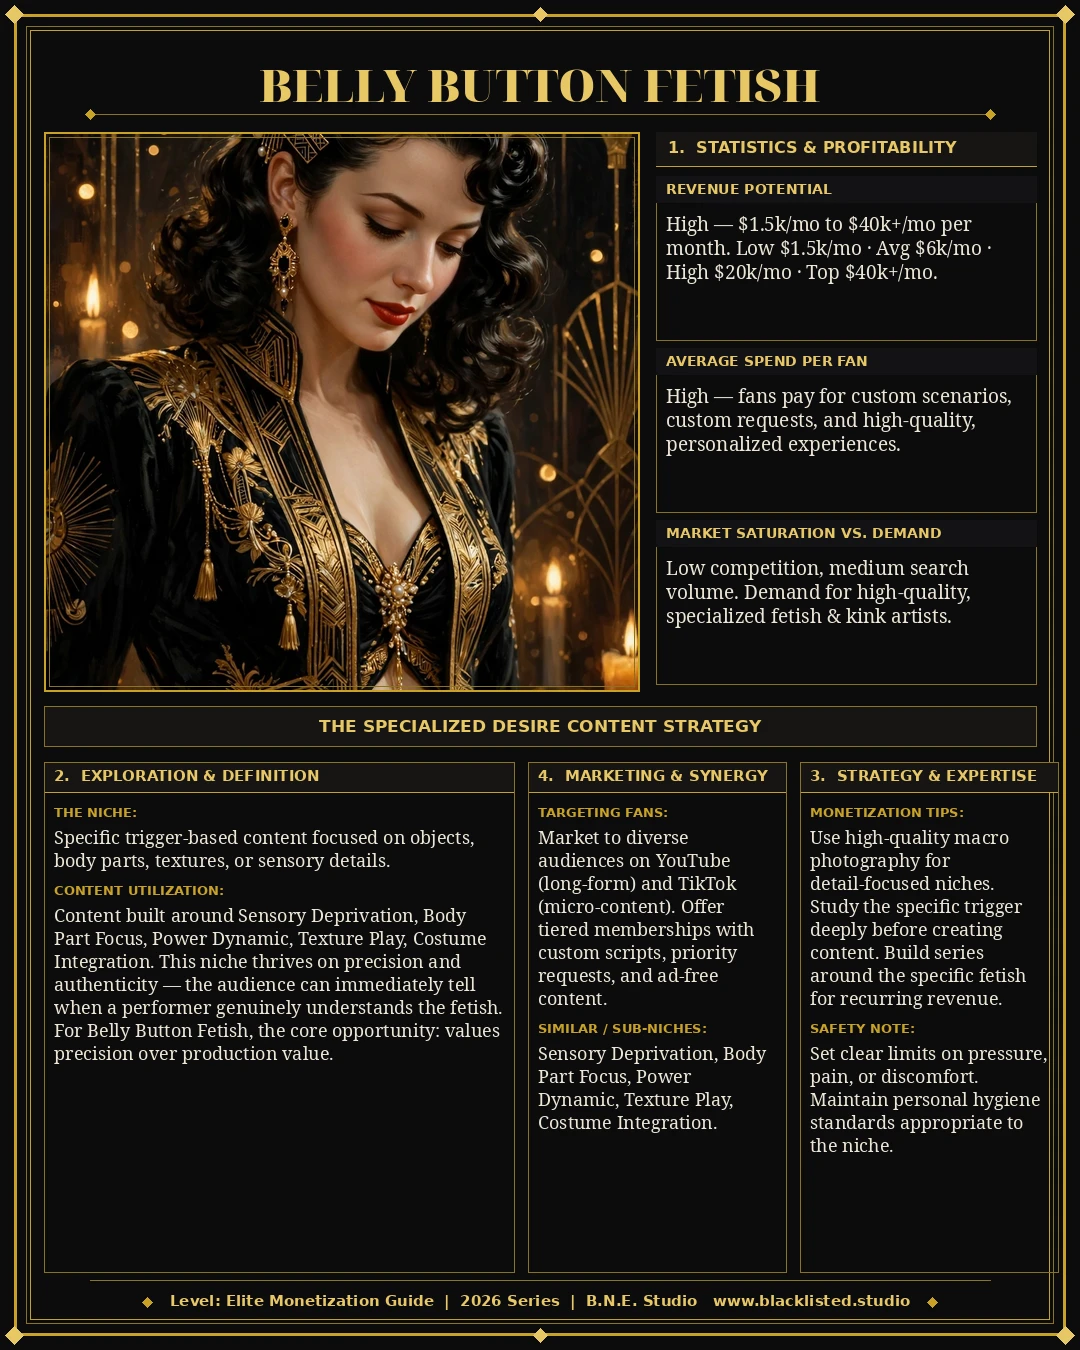 BELLY BUTTON FETISH
1. STATISTICS & PROFITABILITY
REVENUE POTENTIAL
High — $1.5k/mo to $40k+/mo per
month. Low $1.5k/mo · Avg $6k/mo ·
High $20k/mo · Top $40k+/mo.
AVERAGE SPEND PER FAN
High — fans pay for custom scenarios,
custom requests, and high-quality,
personalized experiences.
MARKET SATURATION VS. DEMAND
Low competition, medium search
volume. Demand for high-quality,
specialized fetish & kink artists.
THE SPECIALIZED DESIRE CONTENT STRATEGY
2. EXPLORATION & DEFINITION
THE NICHE:
Specific trigger-based content focused on objects,
body parts, textures, or sensory details.
CONTENT UTILIZATION:
Content built around Sensory Deprivation, Body
Part Focus, Power Dynamic, Texture Play, Costume
Integration. This niche thrives on precision and
authenticity — the audience can immediately tell
when a performer genuinely understands the fetish.
For Belly Button Fetish, the core opportunity: values
precision over production value.
4. MARKETING & SYNERGY
TARGETING FANS:
Market to diverse
audiences on YouTube
(long-form) and TikTok
(micro-content). Offer
tiered memberships with
custom scripts, priority
requests, and ad-free
content.
SIMILAR / SUB-NICHES:
Sensory Deprivation, Body
Part Focus, Power
Dynamic, Texture Play,
Costume Integration.
3. STRATEGY & EXPERTISE
MONETIZATION TIPS:
Use high-quality macro
photography for
detail-focused niches.
Study the specific trigger
deeply before creating
content. Build series
around the specific fetish
for recurring revenue.
SAFETY NOTE:
Set clear limits on pressure,
pain, or discomfort.
Maintain personal hygiene
standards appropriate to
the niche.
Level: Elite Monetization Guide | 2026 Series | B.N.E. Studio www.blacklisted.studio